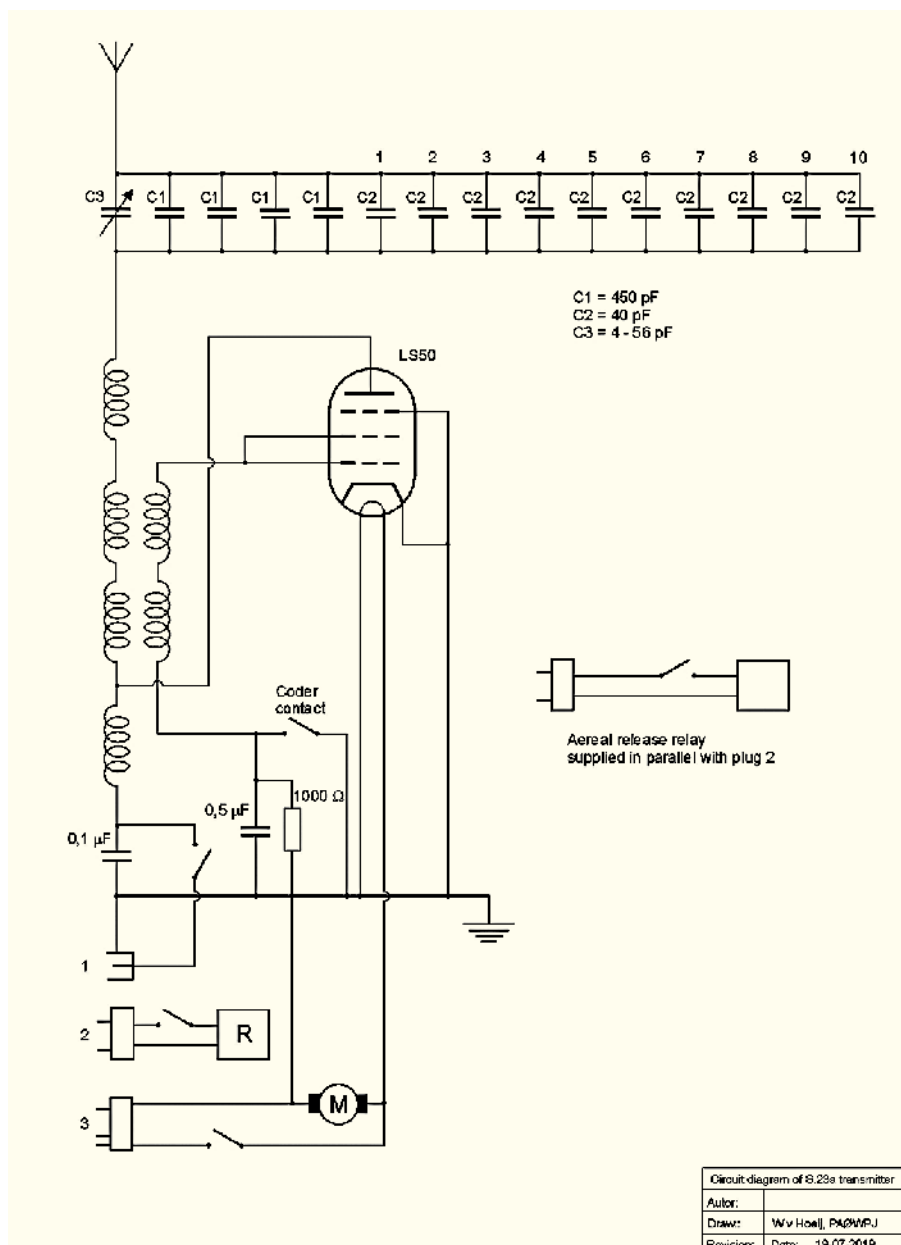 1 2 3 4 5 6 7 8 9 10
C3 C1 C1 C1 C1 C2 C2 C2 C2 C2 C2 C2 C2 C2 C2
C1 = 450 pF
C2 = 40 pF
C3 = 4 - 56 pF
LS50
Coder
contact
Aereal release relay
supplied in parallel with plug 2
1000 Ω
0,5 µF
0,1 µF
1
2
R
3
M
Circuit diagram of S.23a transmitter
Autor:
Draw: W v Hoeij, PAØWPJ
Revision: Date: 19.07.2019